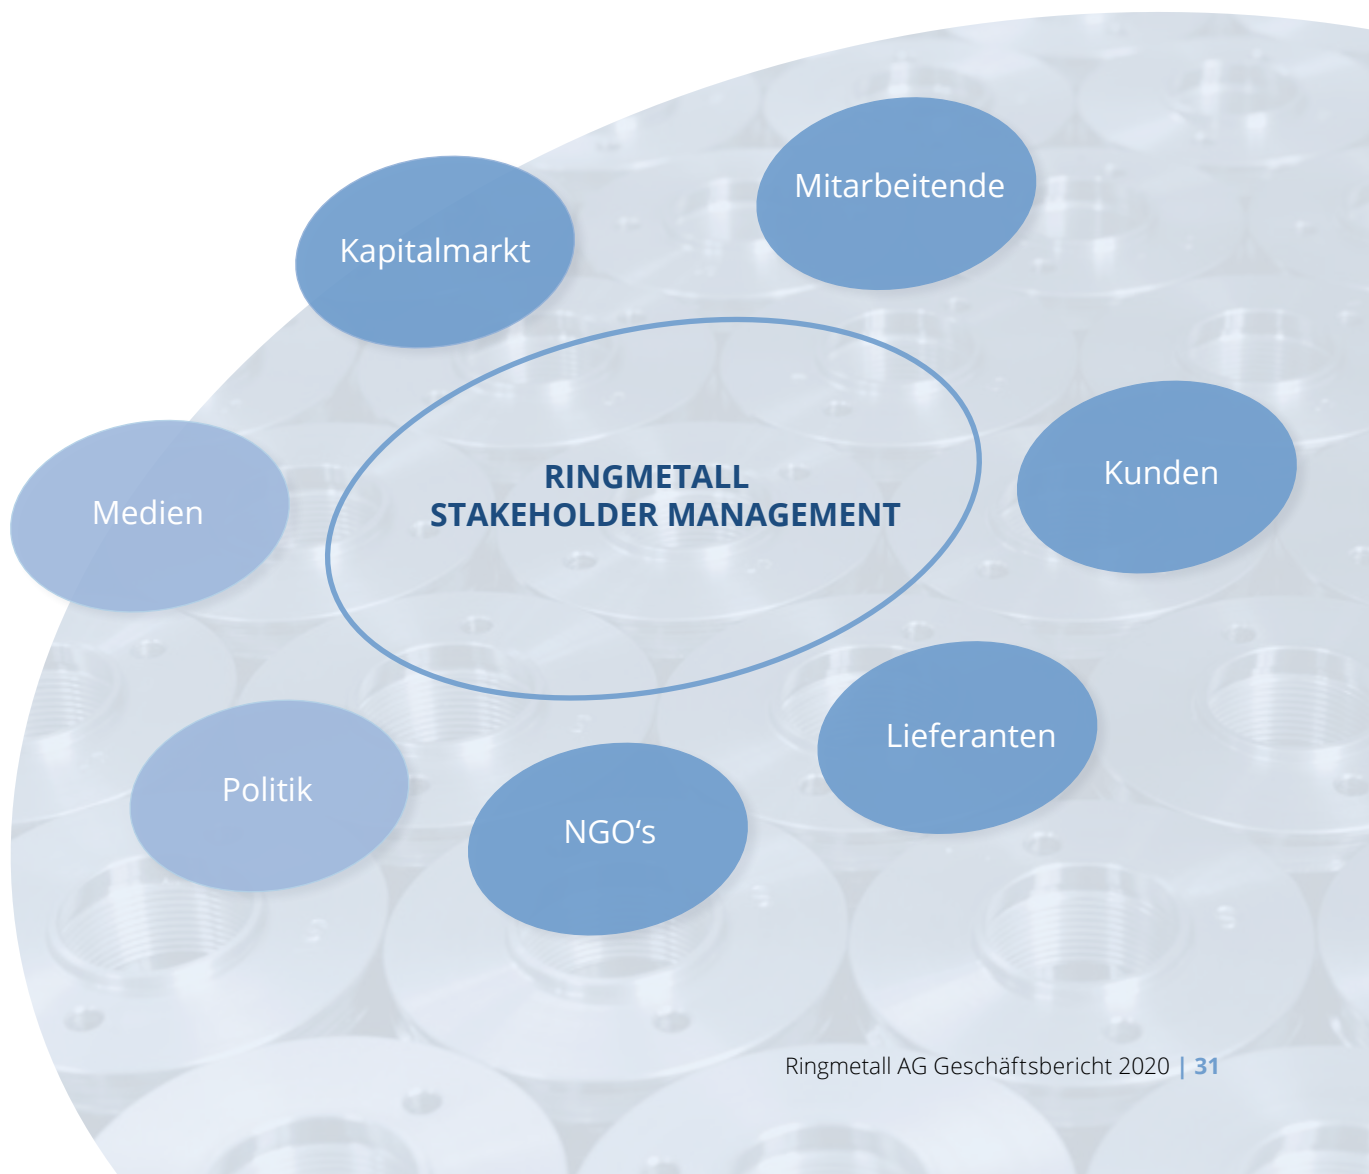 Mitarbeitende
Kapitalmarkt
Kunden
RINGMETALL
STAKEHOLDER MANAGEMENT
Medien
Lieferanten
Politik
NGO‘s
Ringmetall AG Geschäftsbericht 2020 | 31